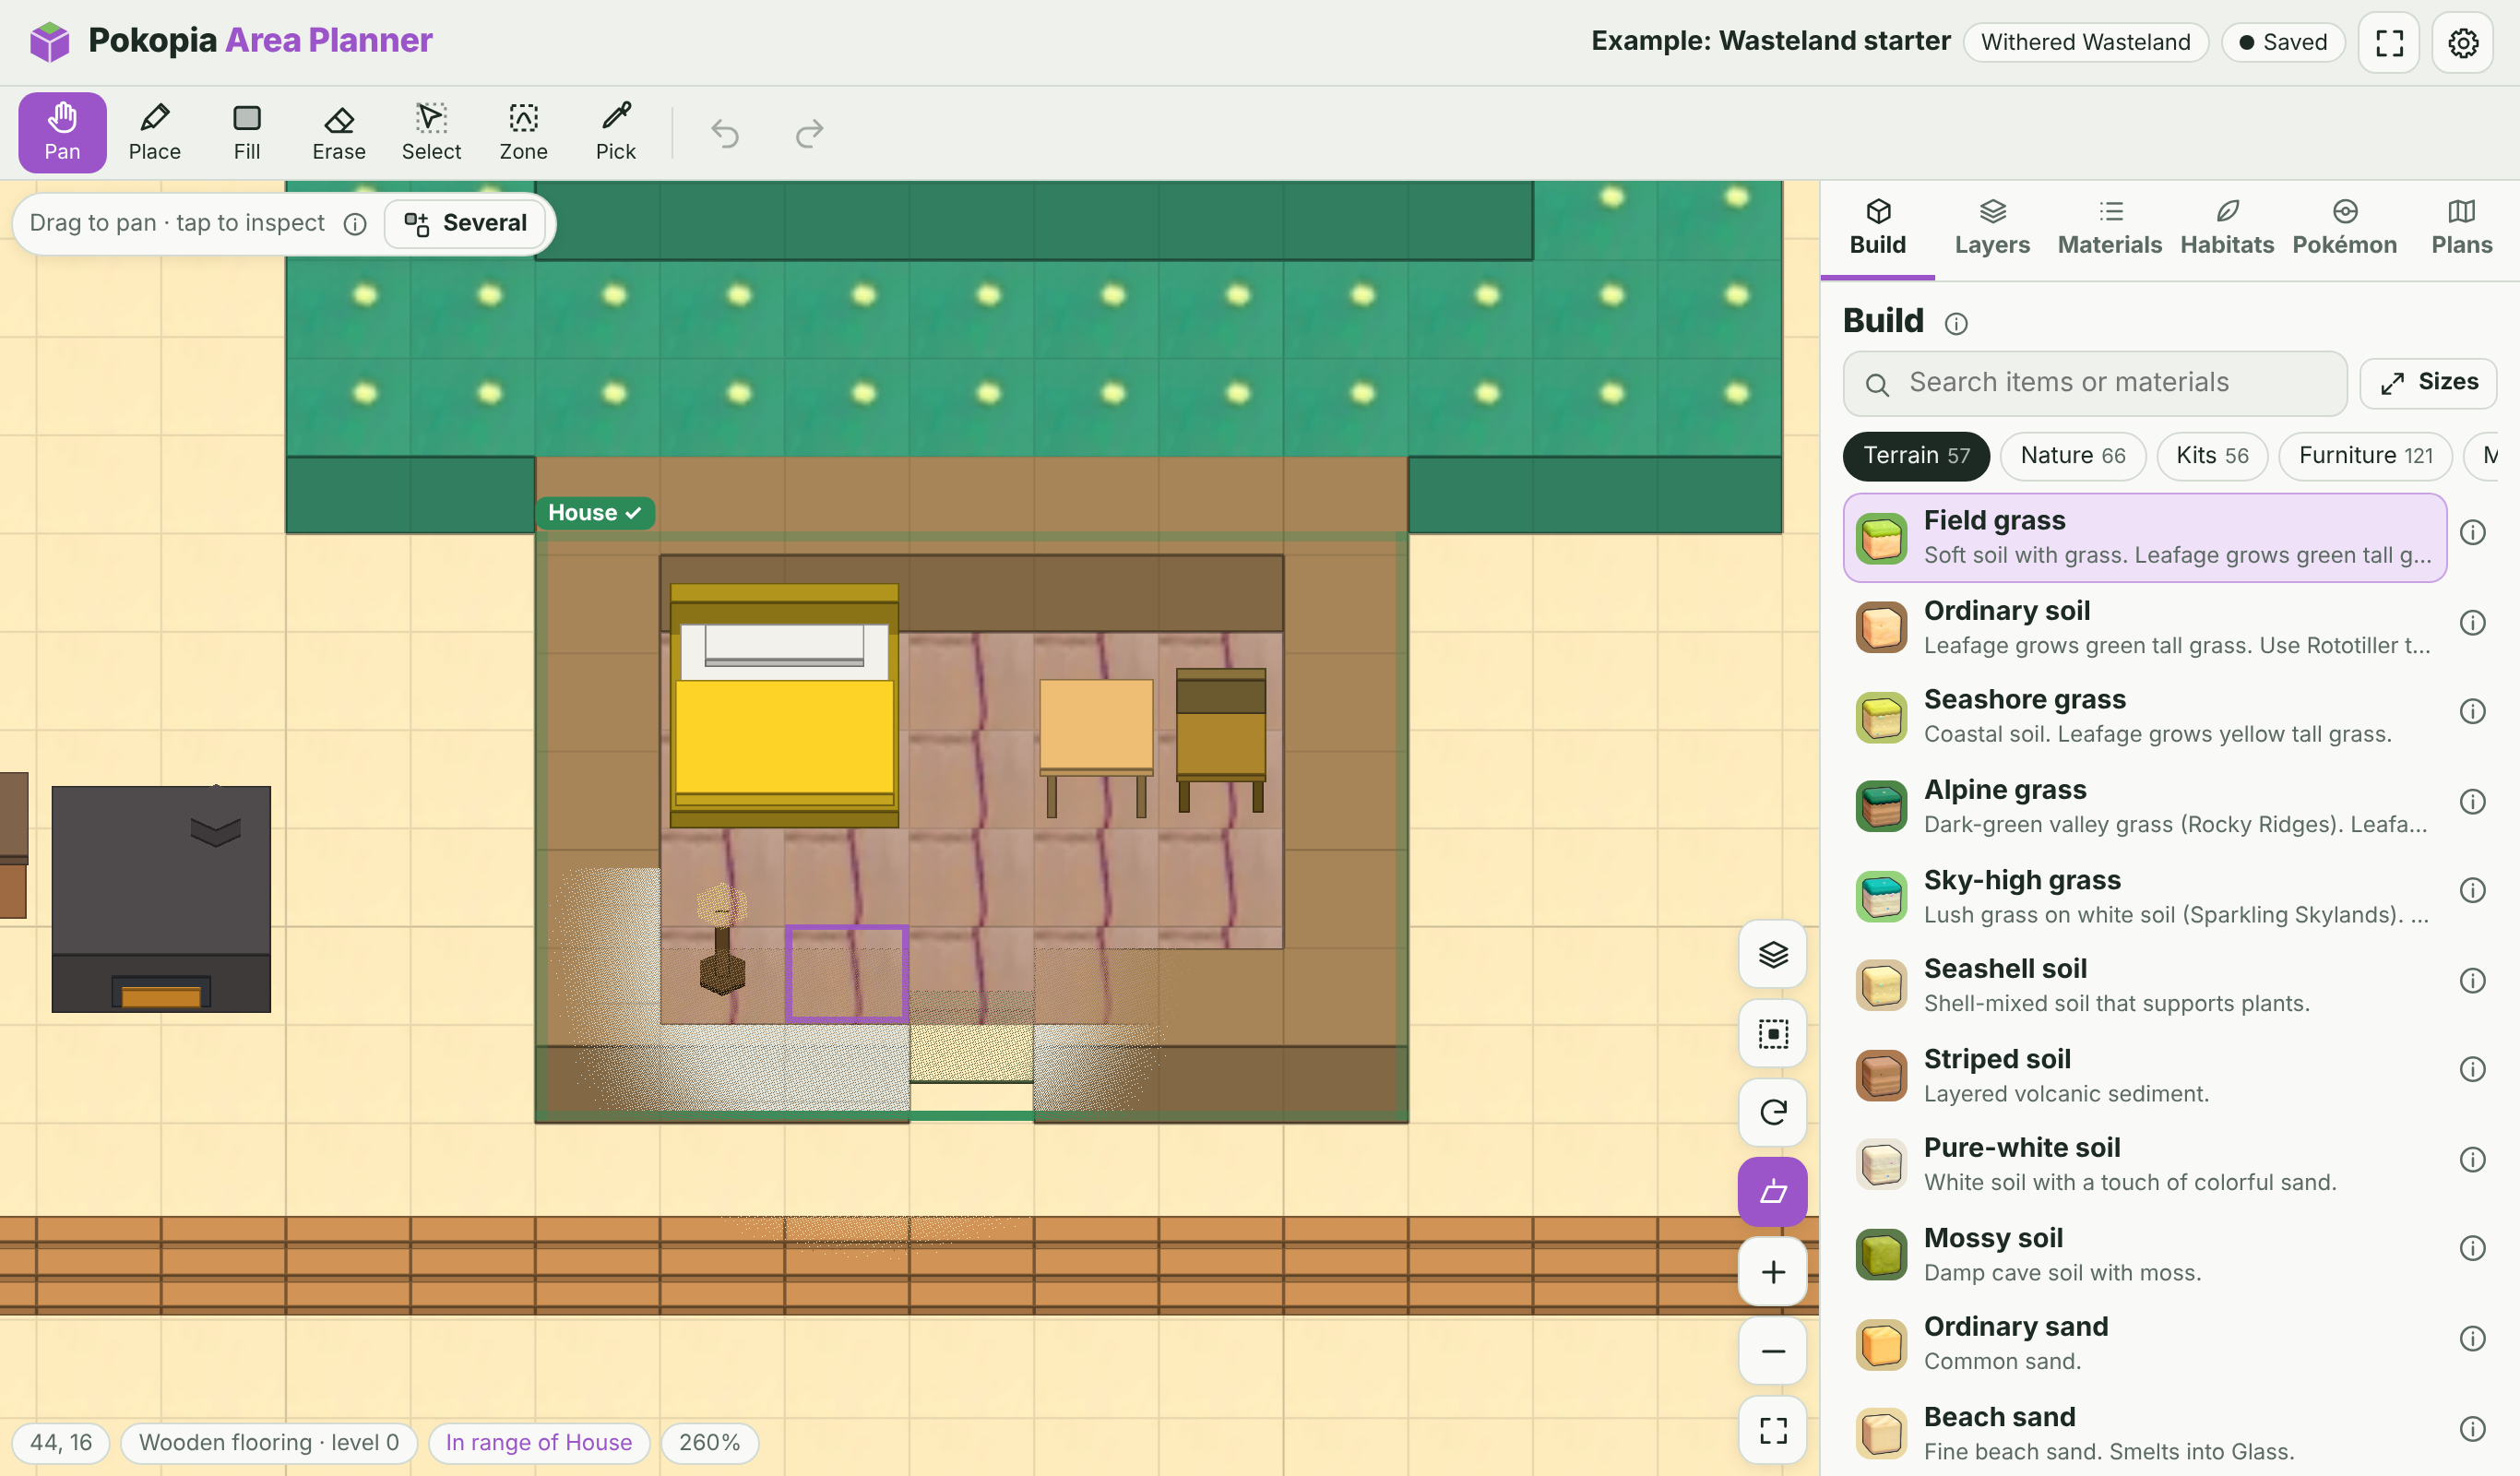 Pokopia Area Planner
Example: Wasteland starter
Withered Wasteland
Saved
Pan
Place
Fill
Erase
Select
Zone
Pick
Drag to pan · tap to inspect
Several
House ✓
44, 16
Wooden flooring · level 0
In range of House
260%
Build
Layers
Materials
Habitats
Pokémon
Plans
Build
Search items or materials
Sizes
Terrain 57
Nature 66
Kits 56
Furniture 121
Field grass
Soft soil with grass. Leafage grows green tall g...
Ordinary soil
Leafage grows green tall grass. Use Rototiller t...
Seashore grass
Coastal soil. Leafage grows yellow tall grass.
Alpine grass
Dark-green valley grass (Rocky Ridges). Leafa...
Sky-high grass
Lush grass on white soil (Sparkling Skylands). ...
Seashell soil
Shell-mixed soil that supports plants.
Striped soil
Layered volcanic sediment.
Pure-white soil
White soil with a touch of colorful sand.
Mossy soil
Damp cave soil with moss.
Ordinary sand
Common sand.
Beach sand
Fine beach sand. Smelts into Glass.